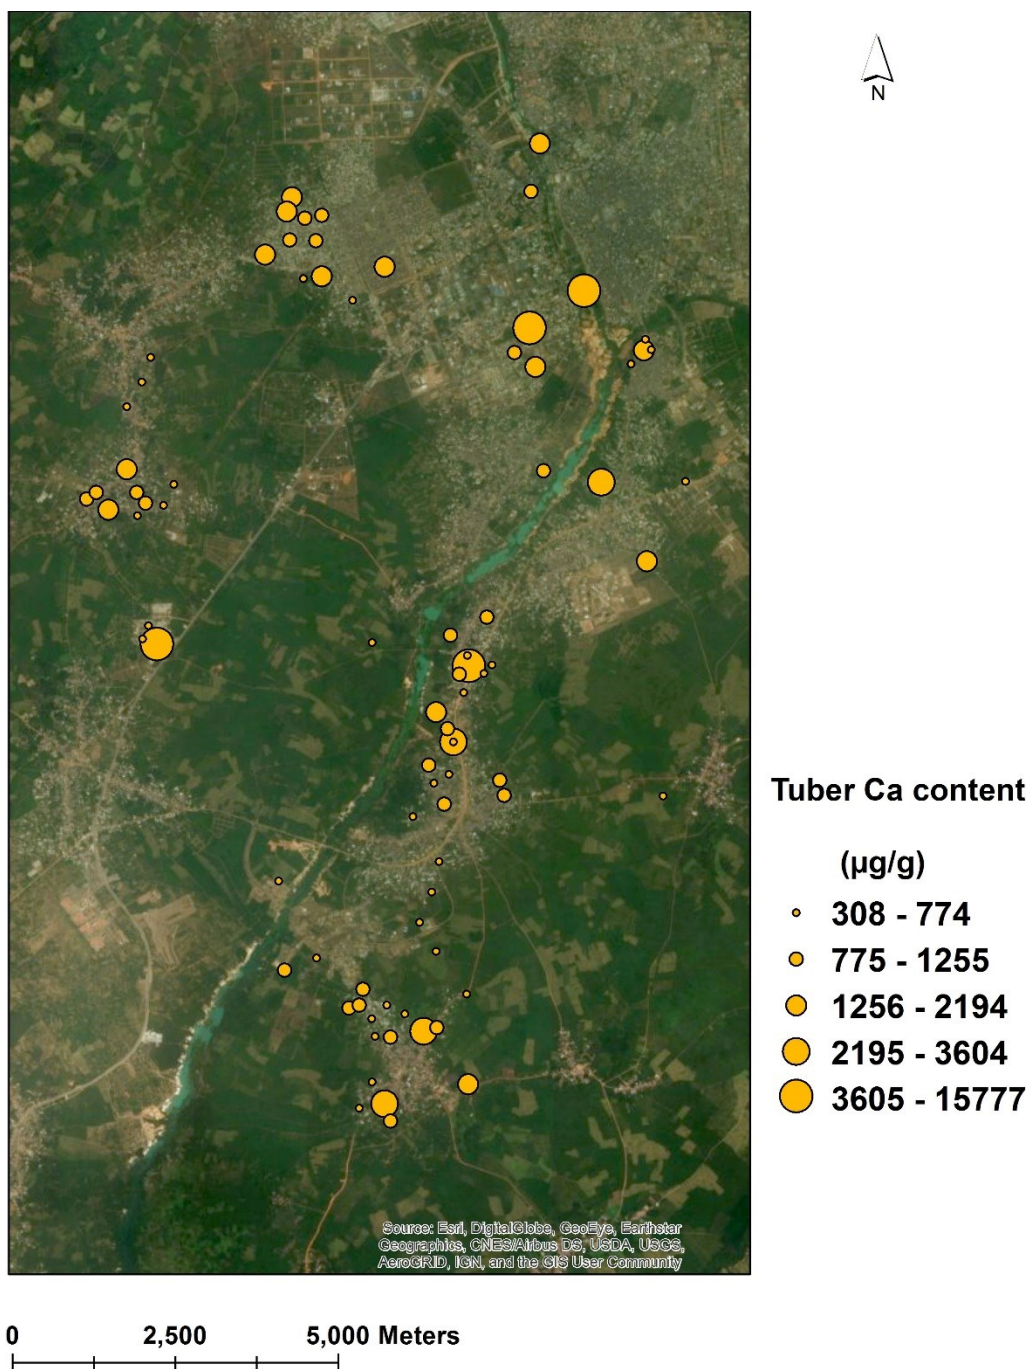 N
Tuber Ca content
(µg/g)
308 - 774
775 - 1255
1256 - 2194
2195 - 3604
3605 - 15777
Source: Esri, DigitalGlobe, GeoEye, Earthstar
Geographics, CNES/Airbus DS, USDA, USGS,
AeroGRID, IGN, and the GIS User Community
0 2,500 5,000 Meters